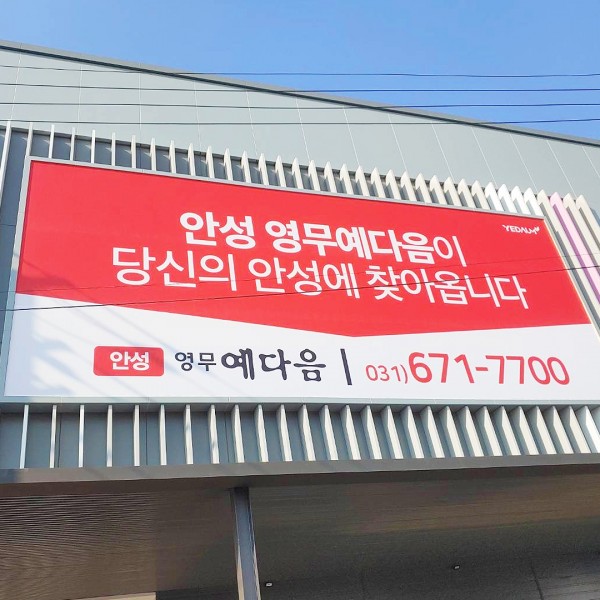 YEDAUM
안성 영무예다음이
당신의 안성에 찾아옵니다
안성 영무예다음 | 031)671-7700